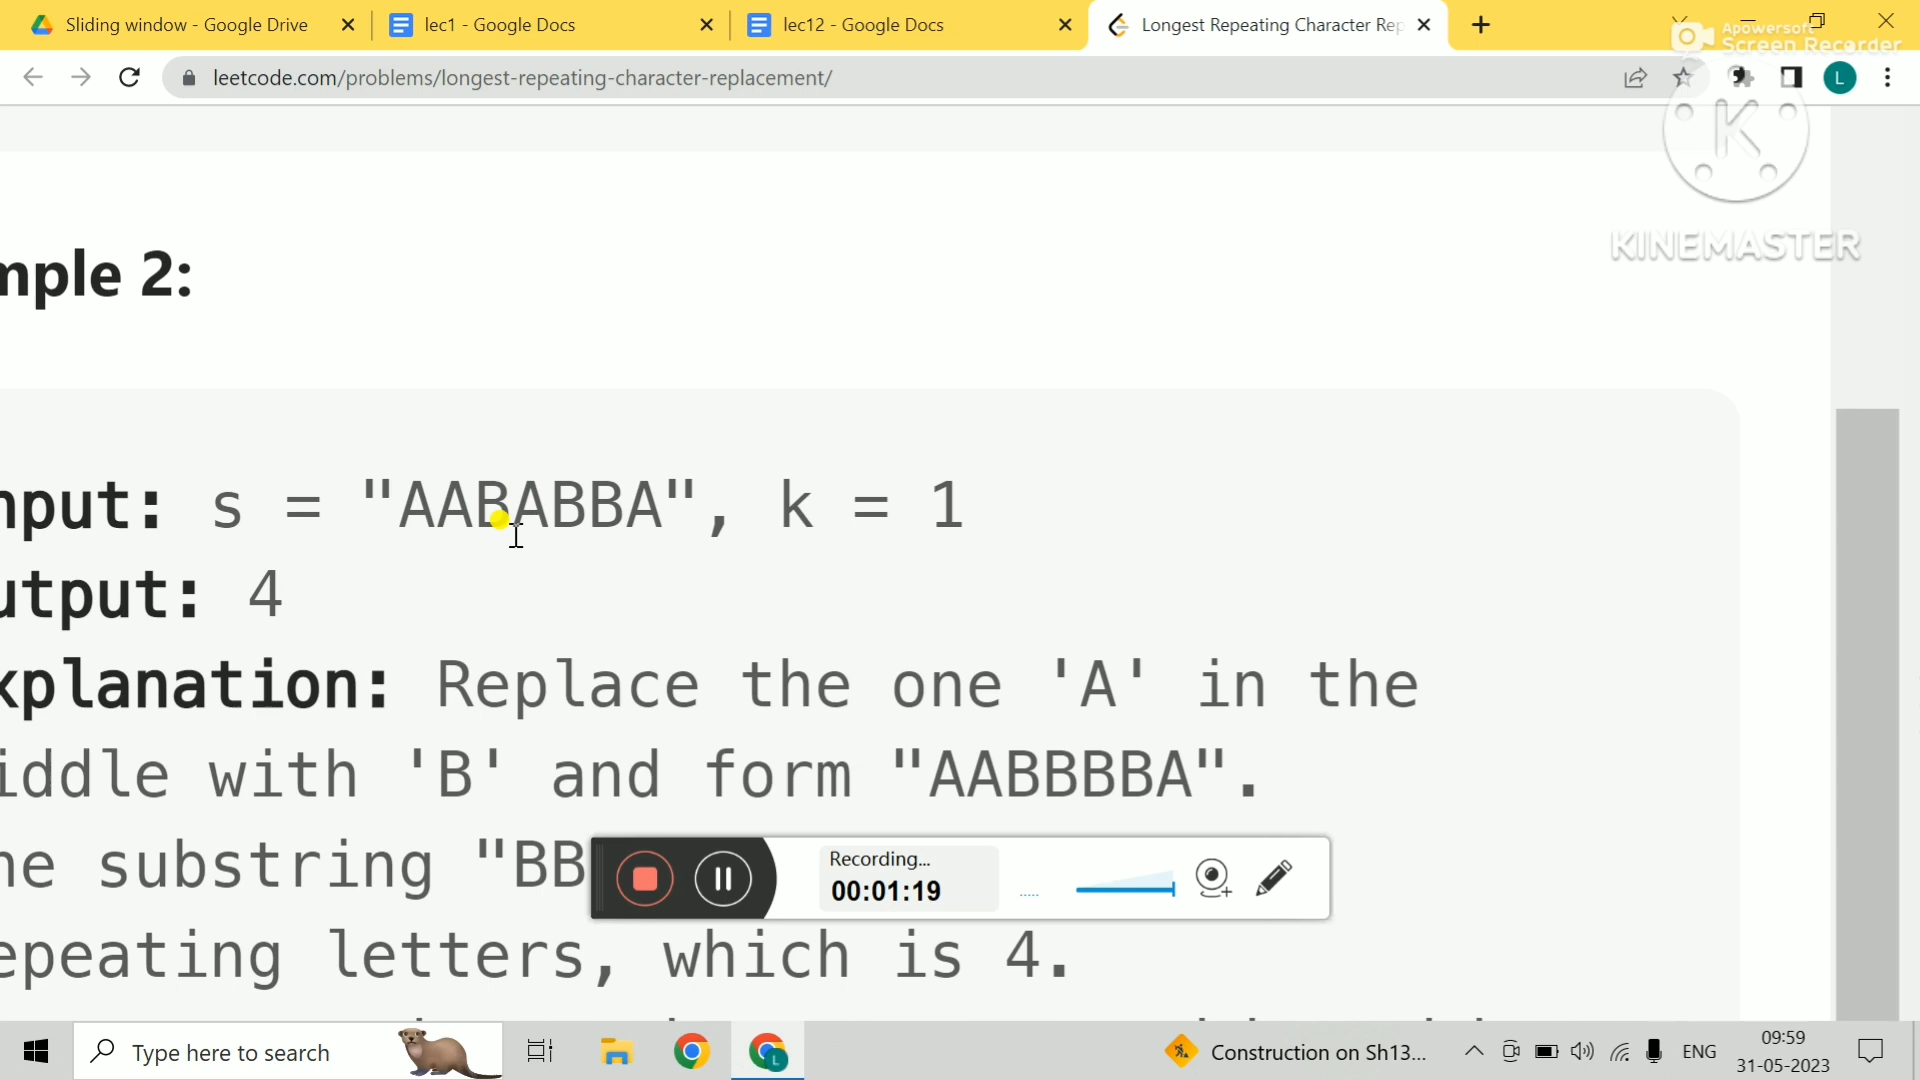 Sliding window - Google Drive
lec1 - Google Docs
lec12 - Google Docs
Longest Repeating Character Rep
Apowersoft
Screen Recorder
leetcode.com/problems/longest-repeating-character-replacement/
L
K
KINEMASTER
mple 2:
nput: s = "AABABBA", k = 1
utput: 4
xplanation: Replace the one 'A' in the
iddle with 'B' and form "AABBBBA".
he substring "BB
Recording...
00:01:19
epeating letters, which is 4.
Type here to search
L
Construction on Sh13...
ENG
09:59
31-05-2023